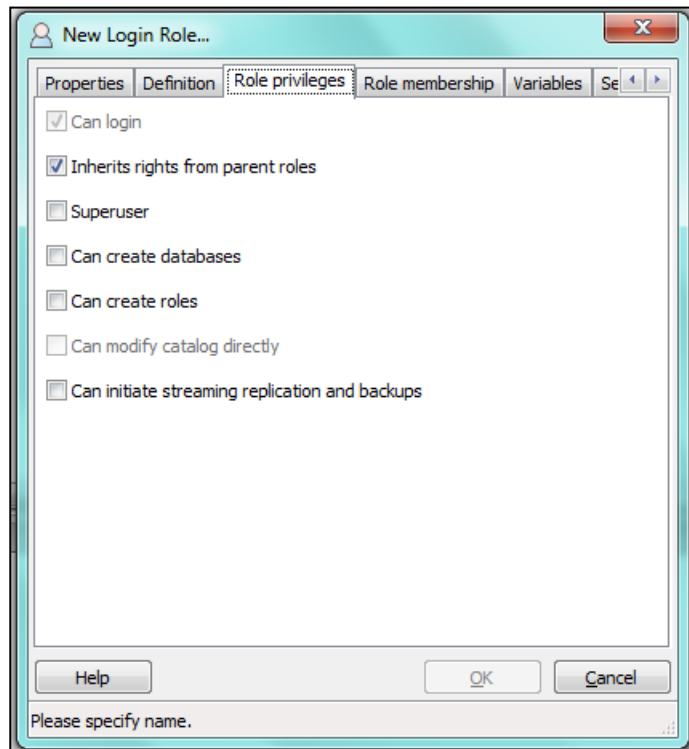 New Login Role...
Properties Definition Role privileges Role membership Variables Se
Can login
Inherits rights from parent roles
Superuser
Can create databases
Can create roles
Can modify catalog directly
Can initiate streaming replication and backups
Help OK Cancel
Please specify name.